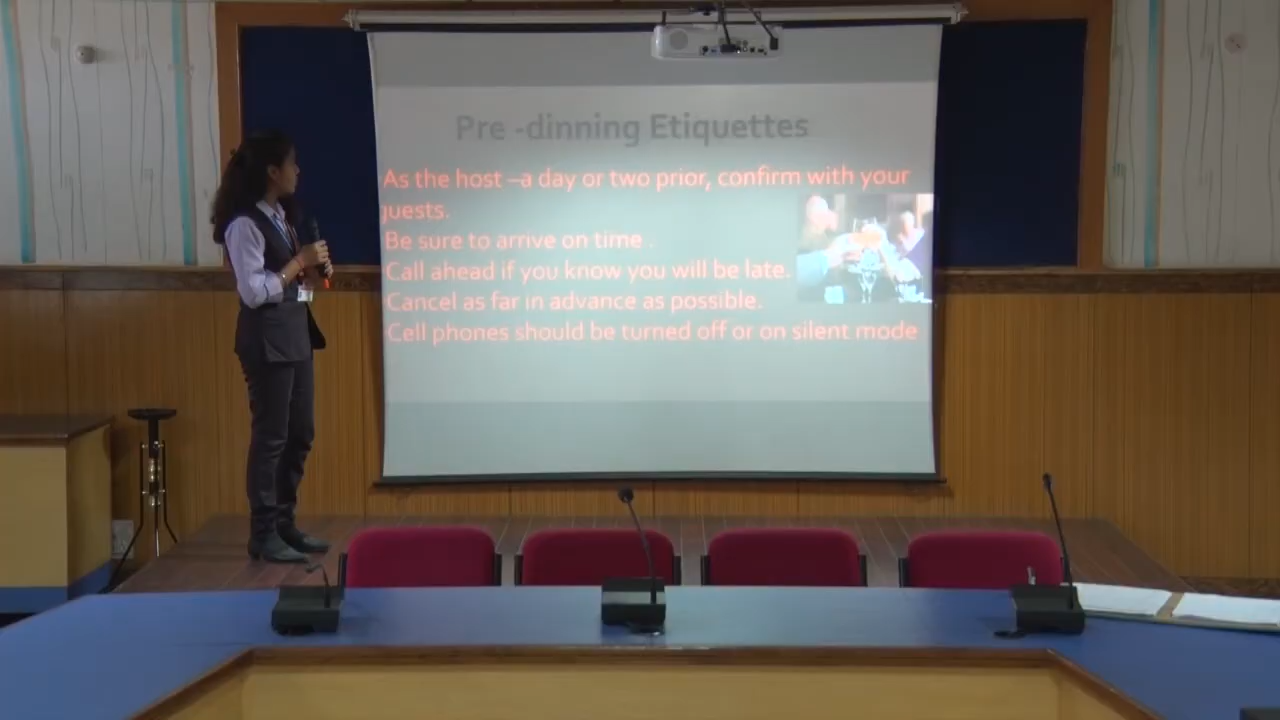 Pre -dinning Etiquettes
As the host –a day or two prior, confirm with your
guests.
Be sure to arrive on time .
Call ahead if you know you will be late.
Cancel as far in advance as possible.
Cell phones should be turned off or on silent mode